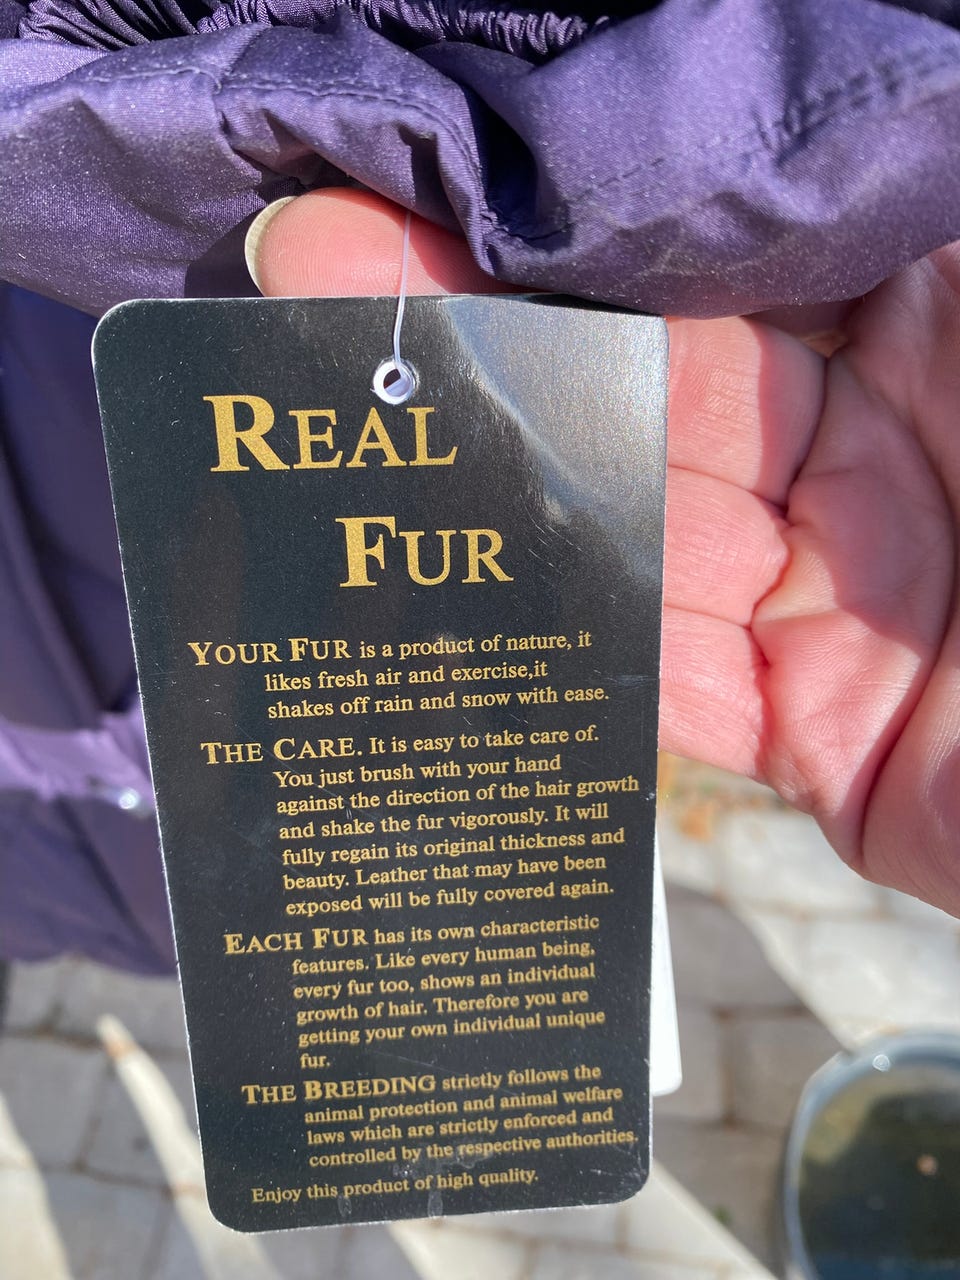 REAL
FUR
YOUR FUR is a product of nature, it
likes fresh air and exercise,it
shakes off rain and snow with ease.
THE CARE. It is easy to take care of.
You just brush with your hand
against the direction of the hair growth
and shake the fur vigorously. It will
fully regain its original thickness and
beauty. Leather that may have been
exposed will be fully covered again.
EACH FUR has its own characteristic
features. Like every human being,
every fur too, shows an individual
growth of hair. Therefore you are
getting your own individual unique
fur.
THE BREEDING strictly follows the
animal protection and animal welfare
laws which are strictly enforced and
controlled by the respective authorities.
Enjoy this product of high quality.